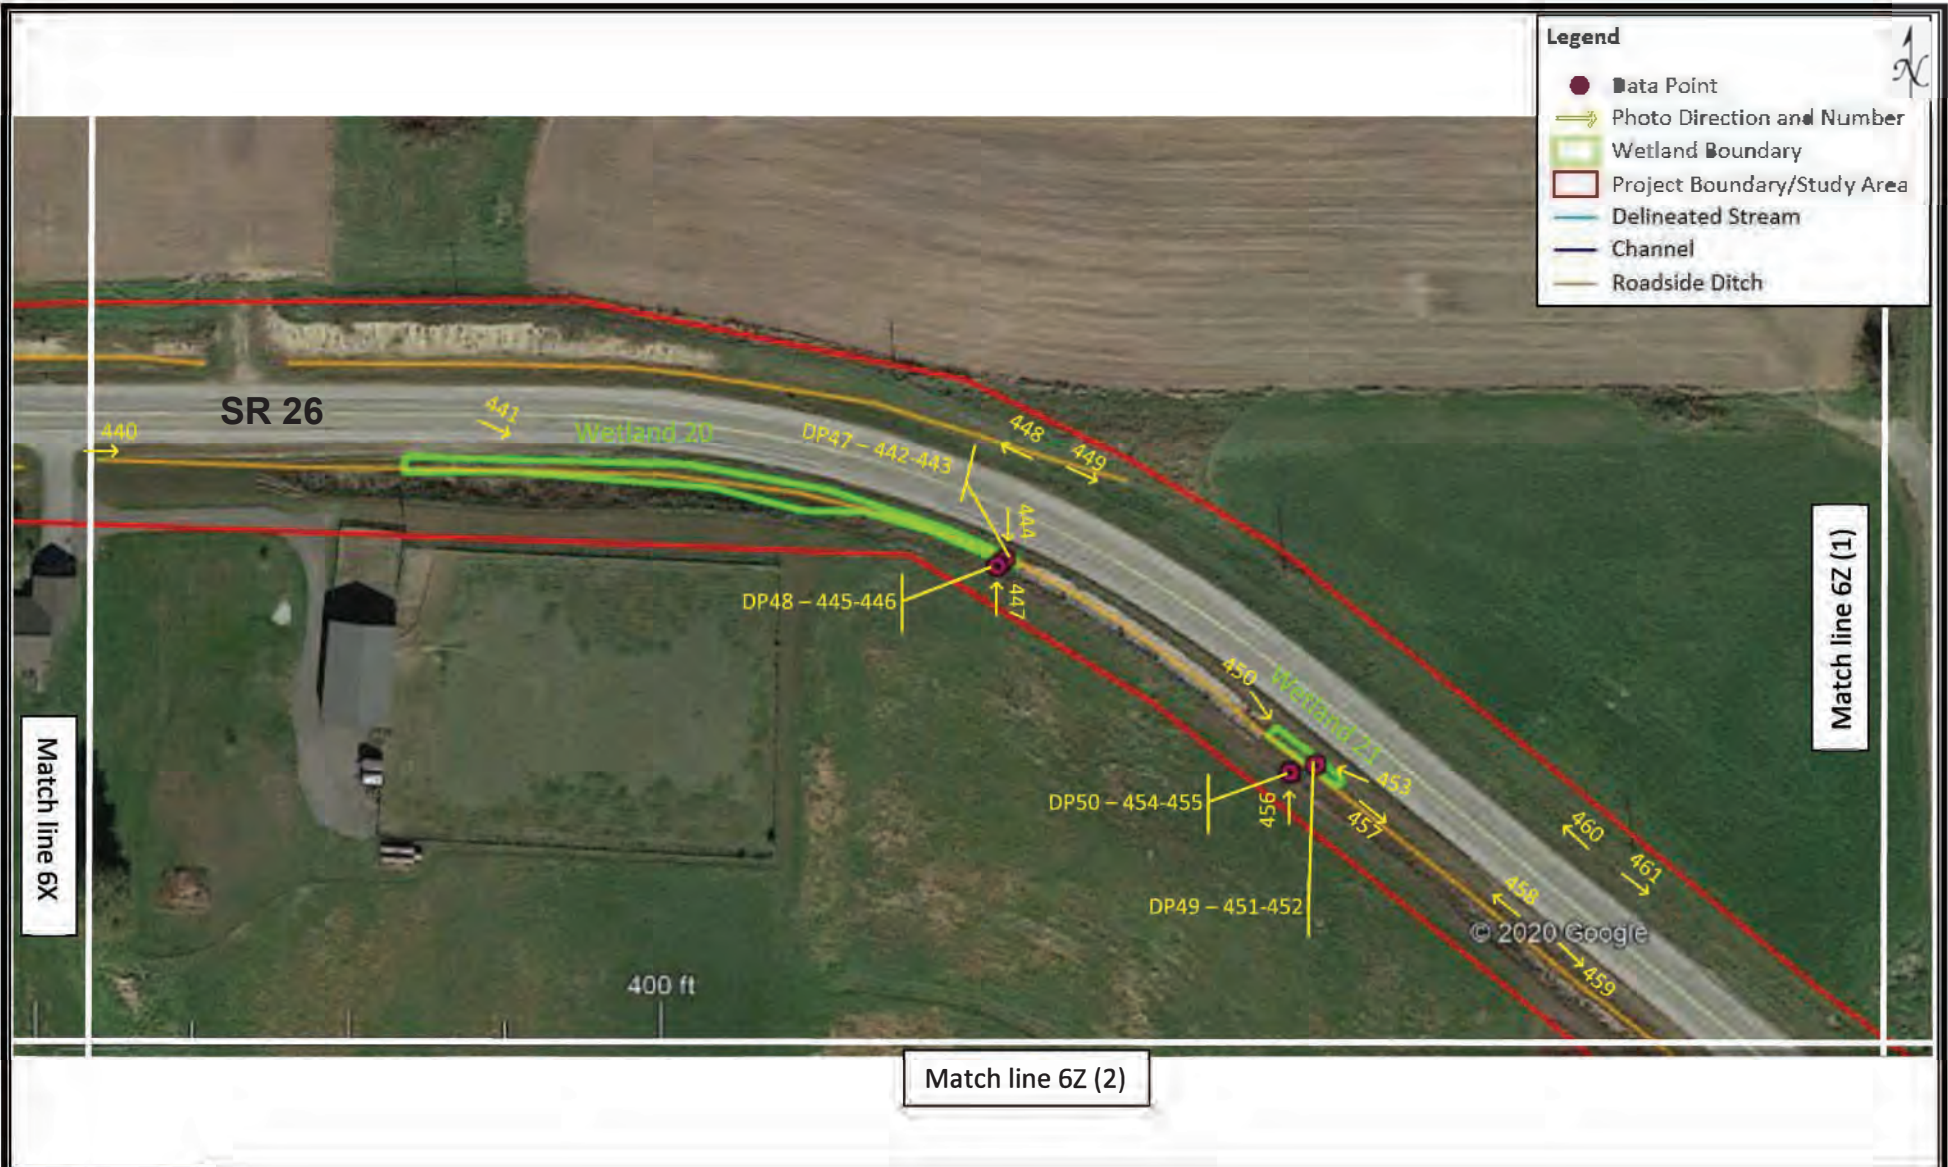 Legend
N
Data Point
Photo Direction and Number
Wetland Boundary
Project Boundary/Study Area
Delineated Stream
Channel
Roadside Ditch
SR 26
440
441
Wetland 20
DP47 – 442-443
448
449
444
DP48 – 445-446
447
450
Wetland 21
453
DP50 – 454-455
456
457
DP49 – 451-452
460
461
458
459
© 2020 Google
400 ft
Match line 6X
Match line 6Z (1)
Match line 6Z (2)